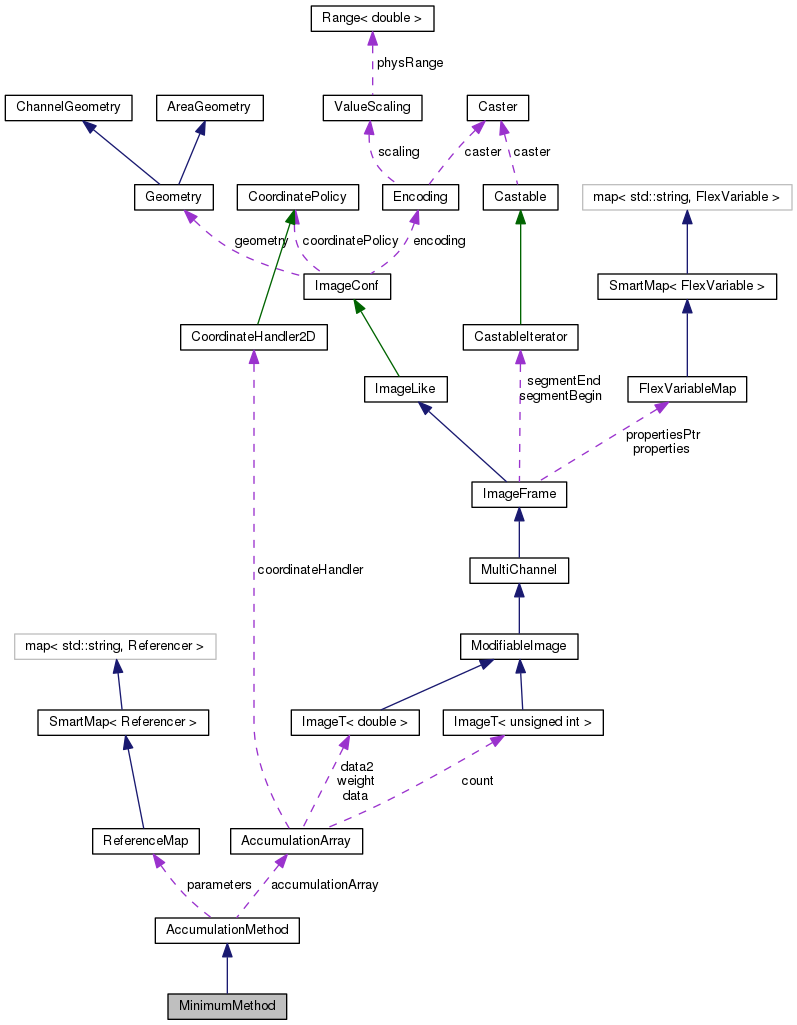 Range< double >
physRange
ChannelGeometry
AreaGeometry
ValueScaling
Caster
scaling
caster
caster
Geometry
CoordinatePolicy
Encoding
Castable
map< std::string, FlexVariable >
geometry
coordinatePolicy
encoding
ImageConf
SmartMap< FlexVariable >
CoordinateHandler2D
CastableIterator
ImageLike
segmentEnd
segmentBegin
FlexVariableMap
propertiesPtr
properties
ImageFrame
coordinateHandler
MultiChannel
map< std::string, Referencer >
ModifiableImage
SmartMap< Referencer >
ImageT< double >
ImageT< unsigned int >
data2
weight
data
count
ReferenceMap
AccumulationArray
parameters
accumulationArray
AccumulationMethod
MinimumMethod